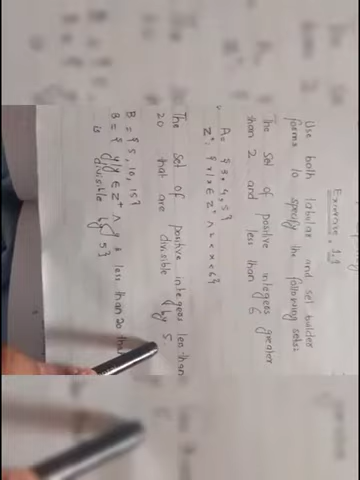 Exercise 1.1
Use both tabular and set builder
forms to specify the following sets:
The set of positive integers greater
than 2 and less than 6
A = { 3, 4, 5 }
Z⁺: { x | x ∈ Z⁺ ∧ 2 < x < 6 }
The set of positive integers less than
20 that are divisible by 5
B = { 5, 10, 15 }
B = { y | y ∈ Z⁺ ∧ y less than 20
is divisible by 5 }